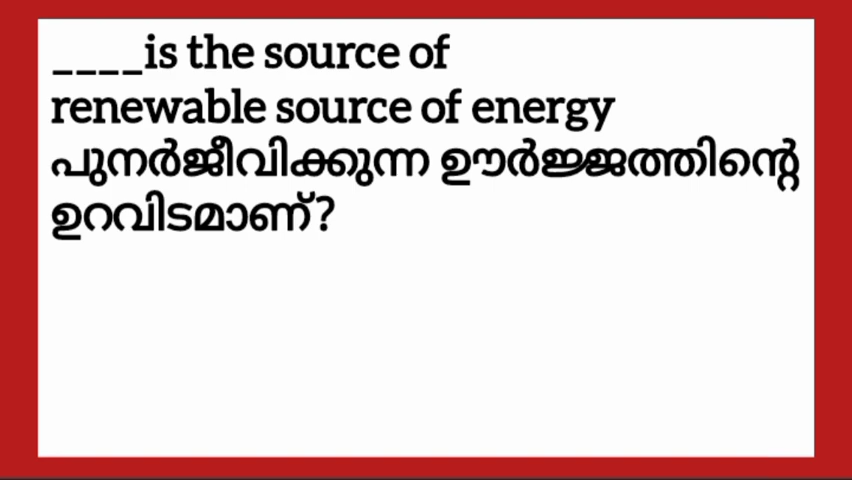 ____is the source of
renewable source of energy
പുനർജീവിക്കുന്ന ഊർജ്ജത്തിന്റെ
ഉറവിടമാണ്?